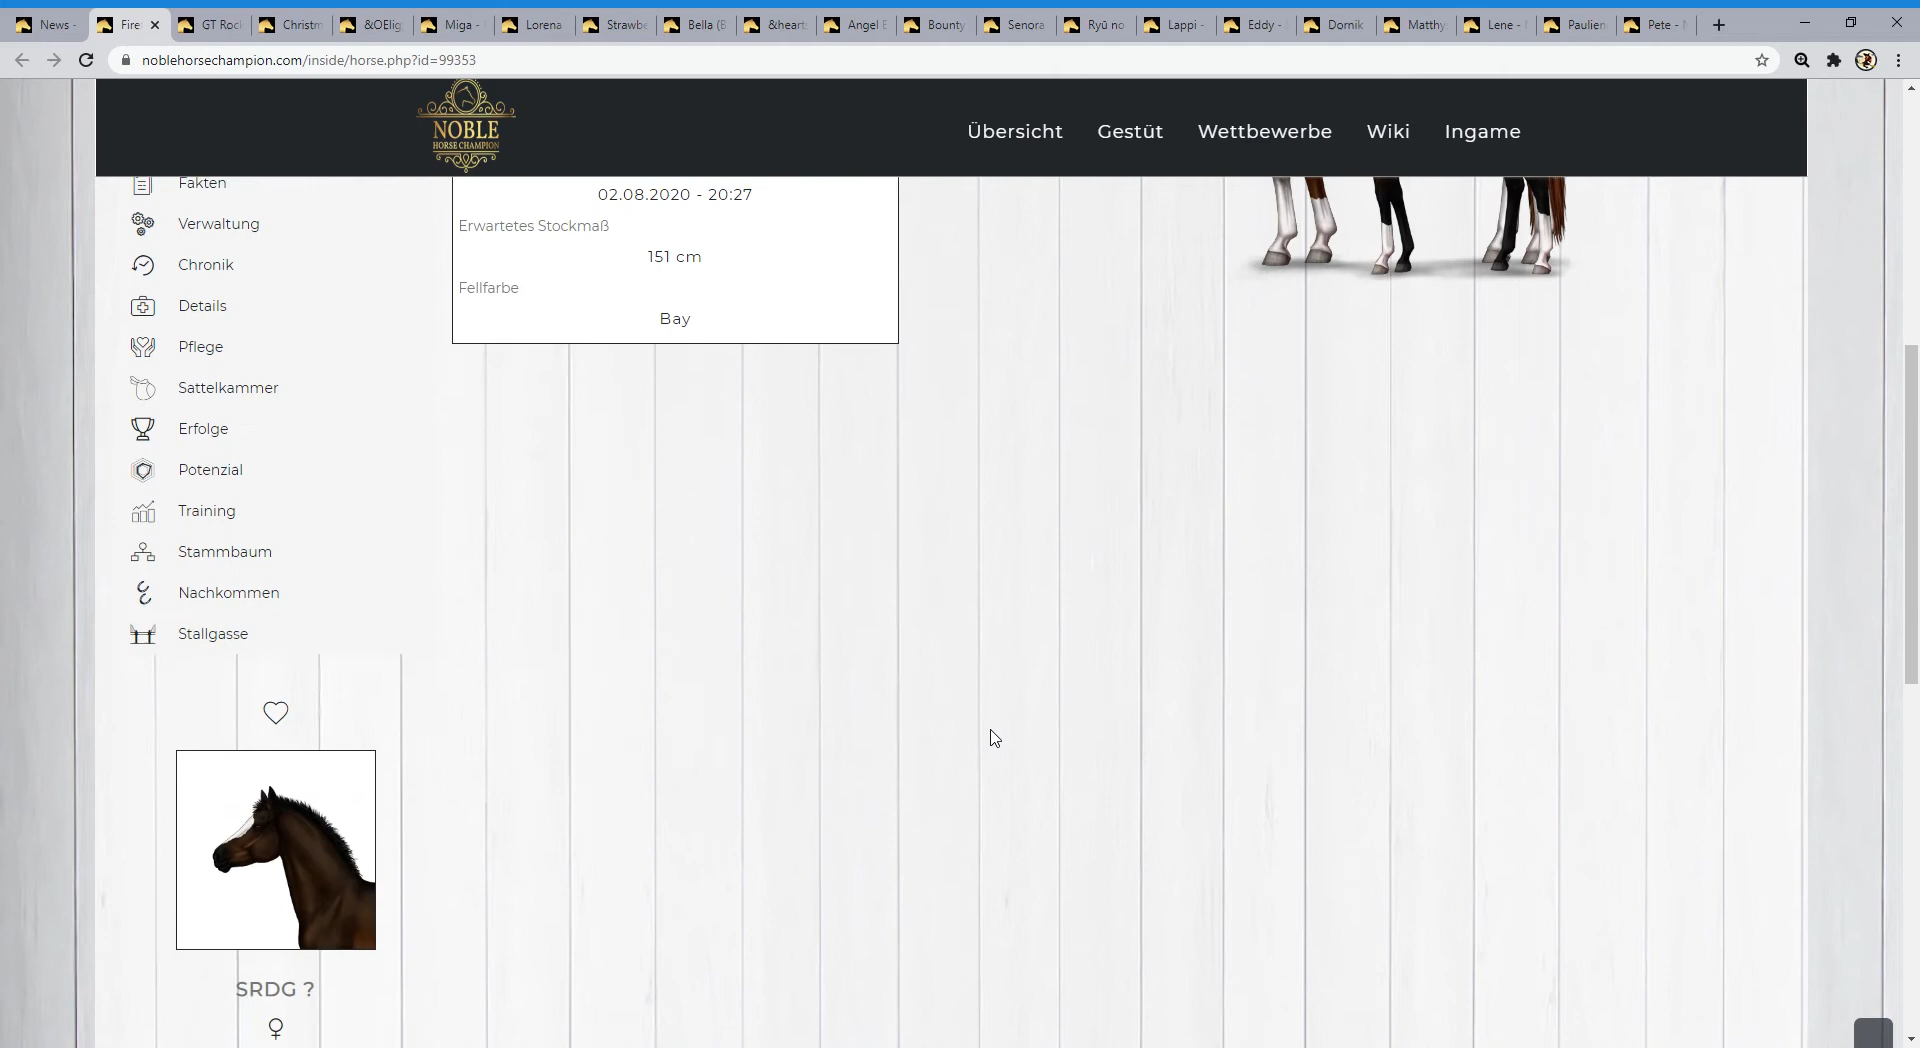 News -
Fire
GT Rock
Christm
&OElig
Miga -
Lorena
Strawbe
Bella (B
&heart
Angel E
Bounty
Senora
Ryū no
Lappi -
Eddy -
Dornik
Matthy
Lene -
Paulien
Pete -
noblehorsechampion.com/inside/horse.php?id=99353
NOBLE
HORSE CHAMPION
Übersicht
Gestüt
Wettbewerbe
Wiki
Ingame
Fakten
Verwaltung
Chronik
Details
Pflege
Sattelkammer
Erfolge
Potenzial
Training
Stammbaum
Nachkommen
Stallgasse
02.08.2020 - 20:27
Erwartetes Stockmaß
151 cm
Fellfarbe
Bay
SRDG ?
♀